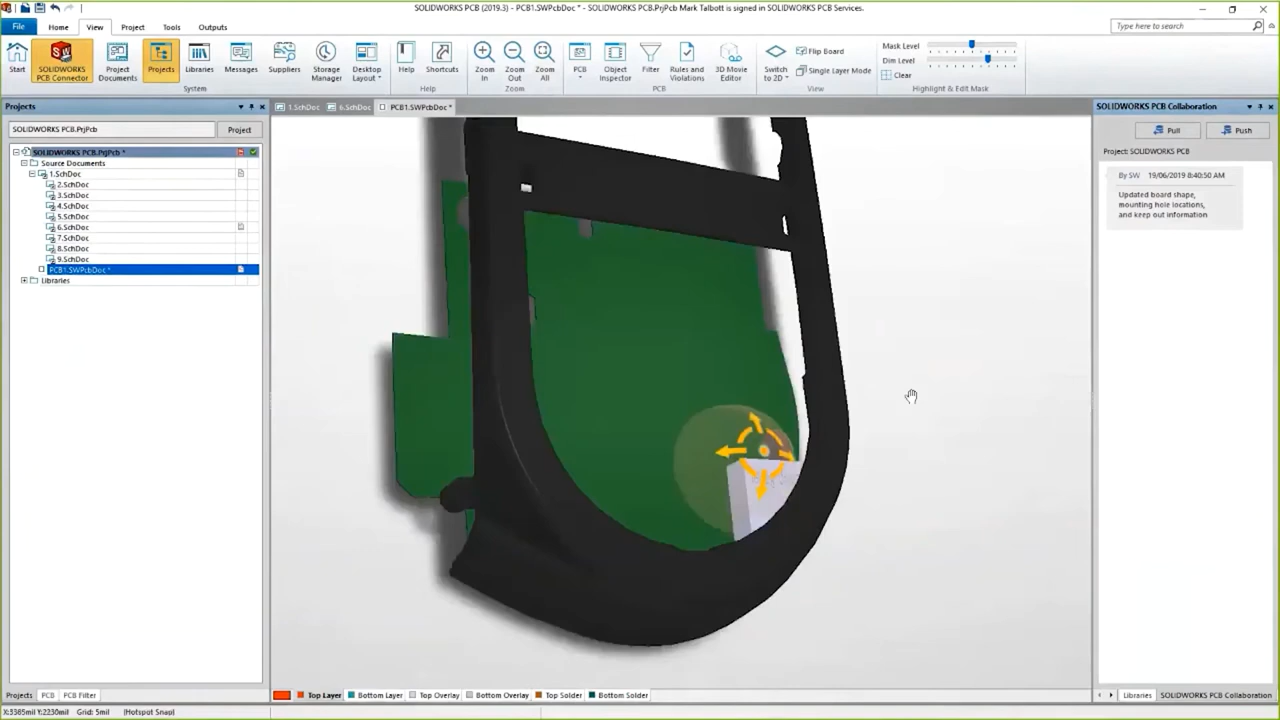 SOLIDWORKS PCB (2019.3) - PCB1.SWPcbDoc * - SOLIDWORKS PCB.PrjPcb Mark Talbott is signed in SOLIDWORKS PCB Services.
File Home View Project Tools Outputs
Type here to search
Start
SOLIDWORKS PCB Connector
Project Documents
Projects
Libraries
Messages
Suppliers
Storage Manager
Desktop Layout
System
Help
Shortcuts
Help
Zoom In
Zoom Out
Zoom All
Zoom
PCB
Object Inspector
Filter
Rules and Violations
3D Movie Editor
PCB
Switch to 2D
Flip Board
Single Layer Mode
View
Mask Level
Dim Level
Clear
Highlight & Edit Mask
Projects
SOLIDWORKS PCB.PrjPcb
Project
SOLIDWORKS PCB.PrjPcb *
Source Documents
1.SchDoc
2.SchDoc
3.SchDoc
4.SchDoc
5.SchDoc
6.SchDoc
7.SchDoc
8.SchDoc
9.SchDoc
PCB1.SWPcbDoc *
Libraries
1.SchDoc 6.SchDoc PCB1.SWPcbDoc *
SOLIDWORKS PCB Collaboration
Pull
Push
Project: SOLIDWORKS PCB
By SW 19/06/2019 8:40:50 AM
Updated board shape,
mounting hole locations,
and keep out information
Projects PCB PCB Filter
Top Layer Bottom Layer Top Overlay Bottom Overlay Top Solder Bottom Solder
Libraries SOLIDWORKS PCB Collaboration
X:3385mil Y:2230mil Grid: 5mil (Hotspot Snap)